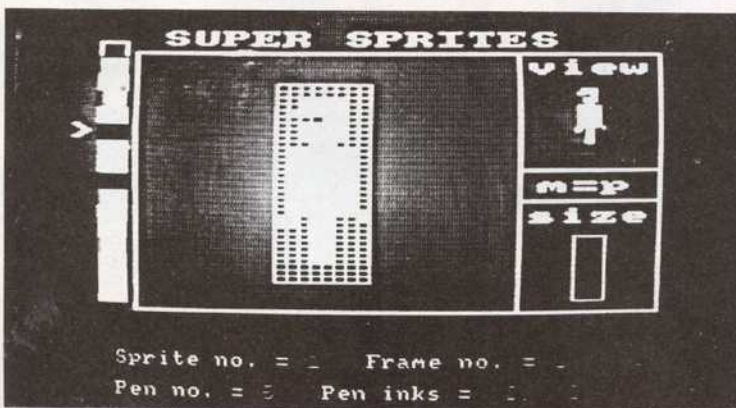 SUPER SPRITES
view
>
m=p
size
Sprite no. = Frame no. =
Pen no. = Pen inks =